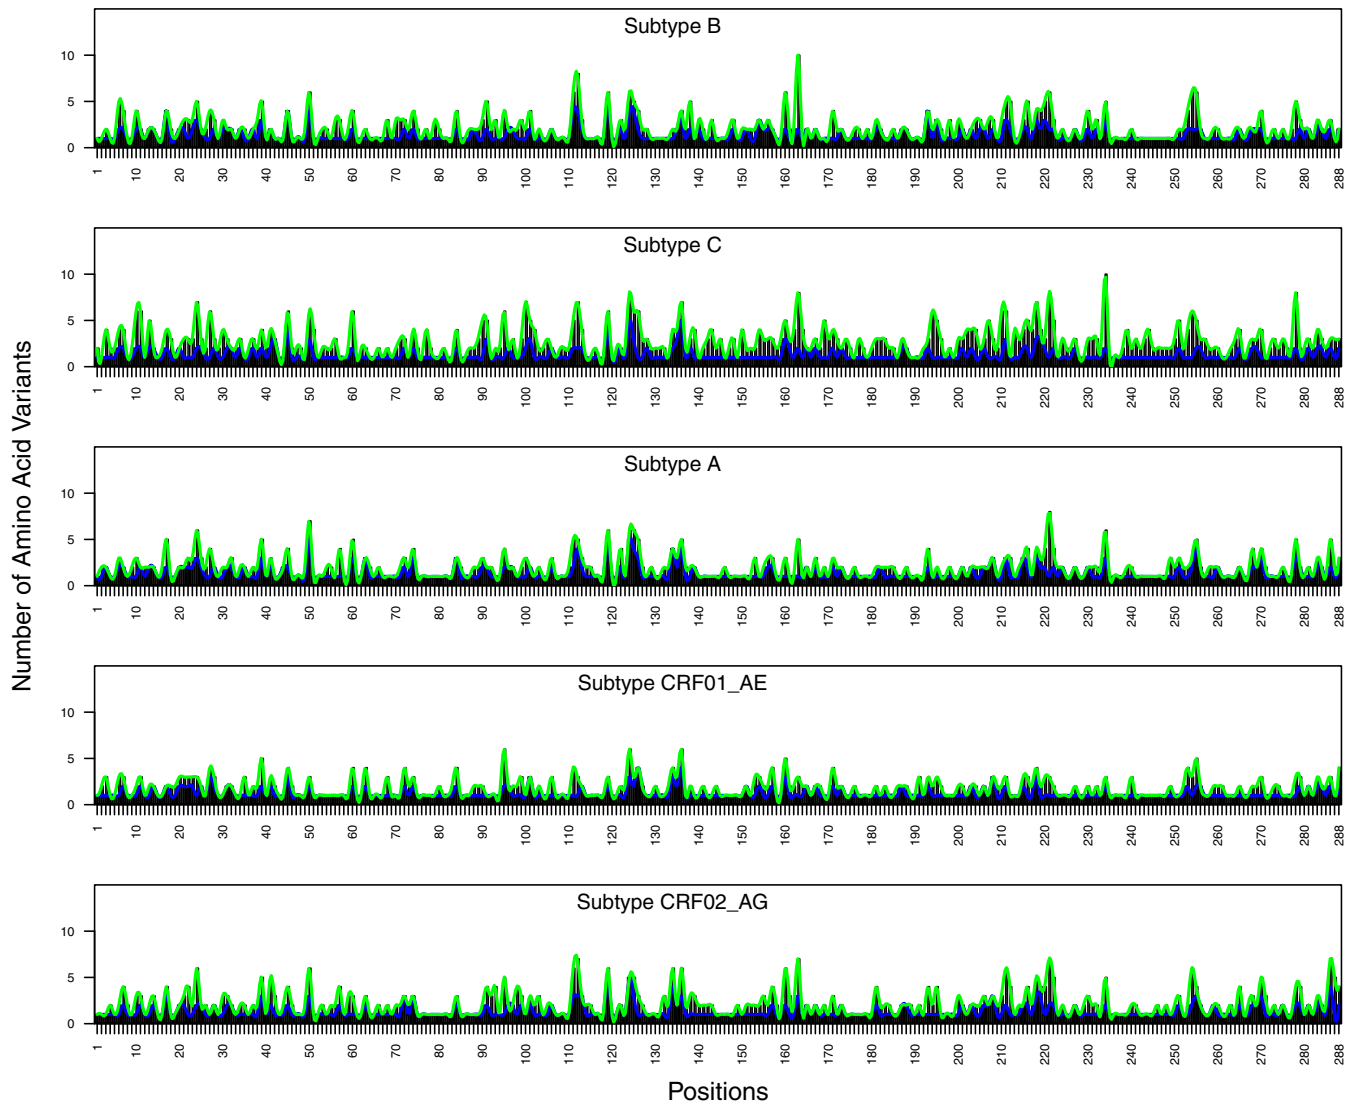 Number of Amino Acid Variants
Subtype B
10
5
0
1 10 20 30 40 50 60 70 80 90 100 110 120 130 140 150 160 170 180 190 200 210 220 230 240 250 260 270 280 288
Subtype C
10
5
0
1 10 20 30 40 50 60 70 80 90 100 110 120 130 140 150 160 170 180 190 200 210 220 230 240 250 260 270 280 288
Subtype A
10
5
0
1 10 20 30 40 50 60 70 80 90 100 110 120 130 140 150 160 170 180 190 200 210 220 230 240 250 260 270 280 288
Subtype CRF01_AE
10
5
0
1 10 20 30 40 50 60 70 80 90 100 110 120 130 140 150 160 170 180 190 200 210 220 230 240 250 260 270 280 288
Subtype CRF02_AG
10
5
0
1 10 20 30 40 50 60 70 80 90 100 110 120 130 140 150 160 170 180 190 200 210 220 230 240 250 260 270 280 288
Positions